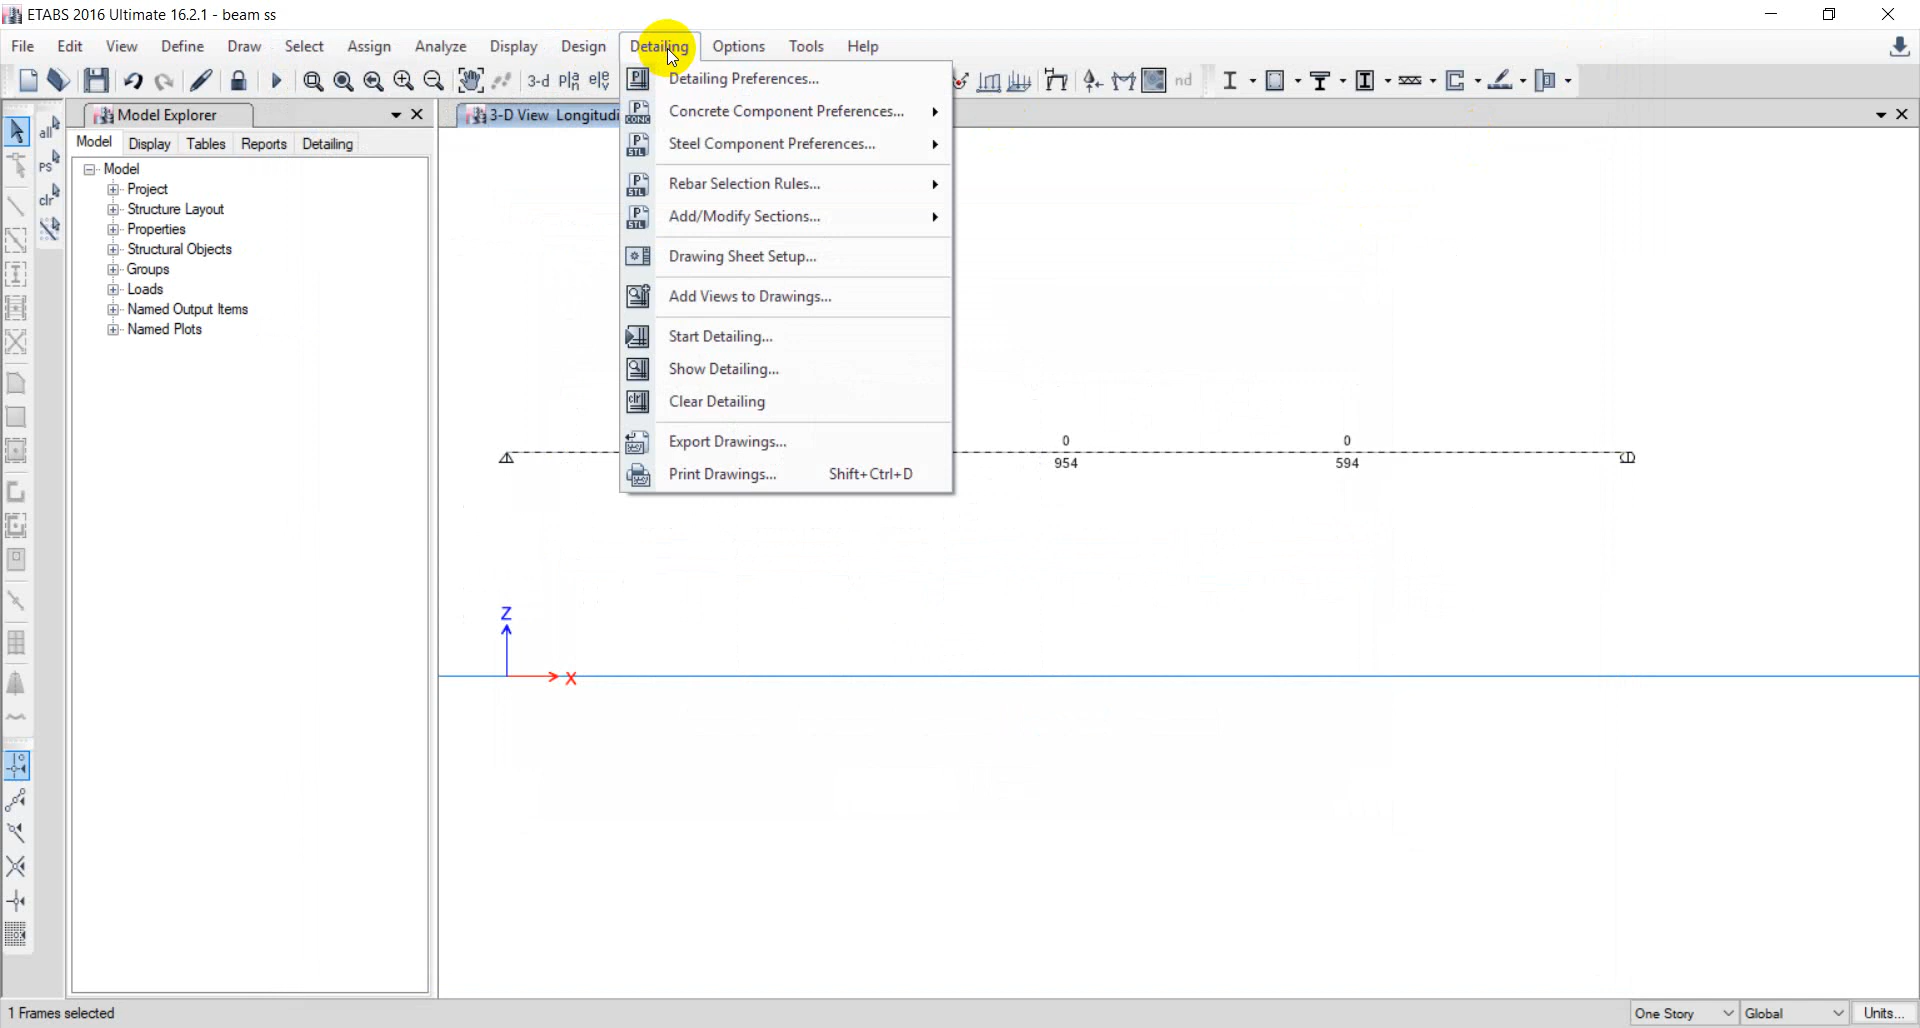 ETABS 2016 Ultimate 16.2.1 - beam ss
File Edit View Define Draw Select Assign Analyze Display Design Detailing Options Tools Help
3-d
nd
Model Explorer
3-D View Longitudi
Model Display Tables Reports Detailing
all
PS
clr
Model
Project
Structure Layout
Properties
Structural Objects
Groups
Loads
Named Output Items
Named Plots
Detailing Preferences...
Concrete Component Preferences...
Steel Component Preferences...
Rebar Selection Rules...
Add/Modify Sections...
Drawing Sheet Setup...
Add Views to Drawings...
Start Detailing...
Show Detailing...
Clear Detailing
Export Drawings...
Print Drawings... Shift+Ctrl+D
0 0
954 594
Z
X
1 Frames selected
One Story Global Units...